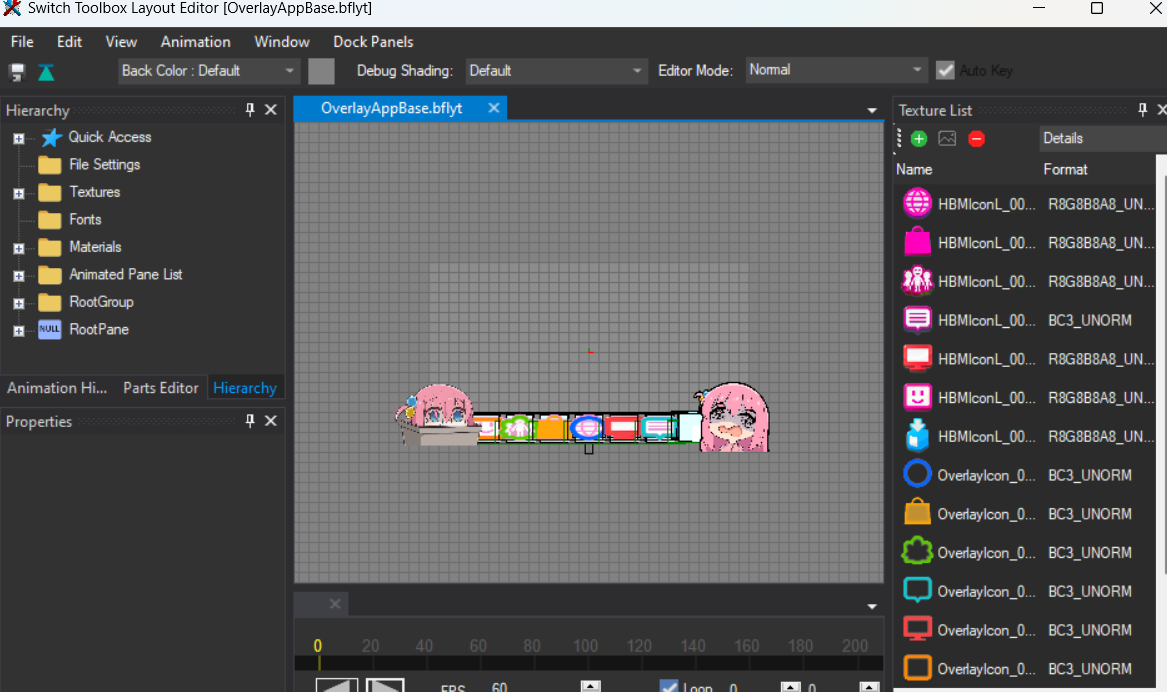 Switch Toolbox Layout Editor [OverlayAppBase.bflyt]
File Edit View Animation Window Dock Panels
Back Color : Default Debug Shading: Default Editor Mode: Normal Auto Key
Hierarchy
OverlayAppBase.bflyt
Texture List
Quick Access
File Settings
Textures
Fonts
Materials
Animated Pane List
RootGroup
NULL RootPane
Animation Hi... Parts Editor Hierarchy
Properties
Details
Name Format
HBMIconL_00... R8G8B8A8_UN...
HBMIconL_00... R8G8B8A8_UN...
HBMIconL_00... R8G8B8A8_UN...
HBMIconL_00... BC3_UNORM
HBMIconL_00... R8G8B8A8_UN...
HBMIconL_00... R8G8B8A8_UN...
HBMIconL_00... R8G8B8A8_UN...
OverlayIcon_0... BC3_UNORM
OverlayIcon_0... BC3_UNORM
OverlayIcon_0... BC3_UNORM
OverlayIcon_0... BC3_UNORM
OverlayIcon_0... BC3_UNORM
OverlayIcon_0... BC3_UNORM
0 20 40 60 80 100 120 140 160 180 200
FPS 60 Loop 0 0